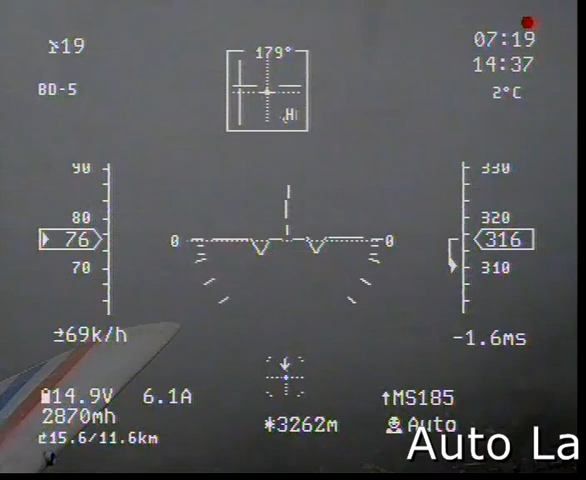 19
179°
07:19
14:37
BD-5
2°C
HI
90
330
80
320
0
76
0
316
70
310
±69k/h
-1.6ms
14.9V 6.1A
↑MS185
2870mh
*3262m
Auto
15.6/11.6km
Auto La